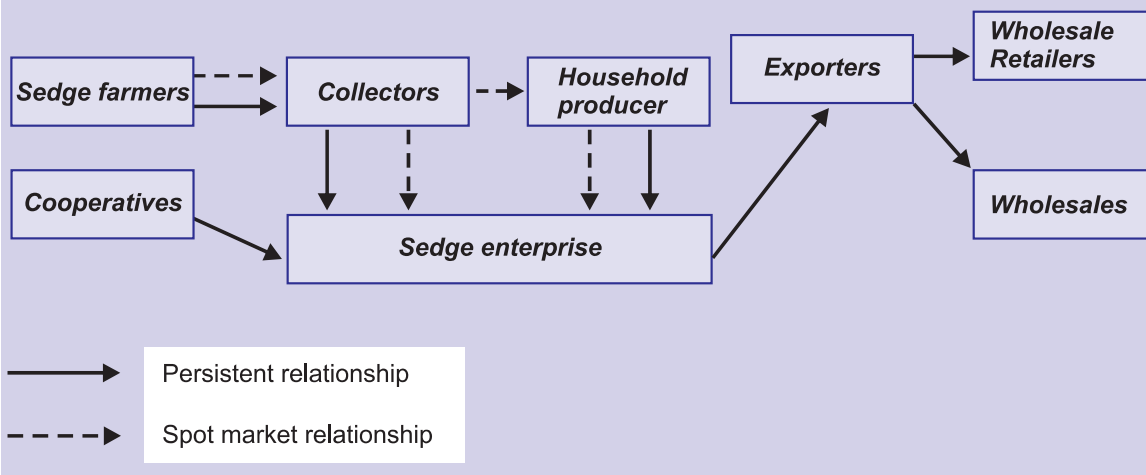 Sedge farmers
Collectors
Household
producer
Exporters
Wholesale
Retailers
Cooperatives
Sedge enterprise
Wholesales
Persistent relationship
Spot market relationship